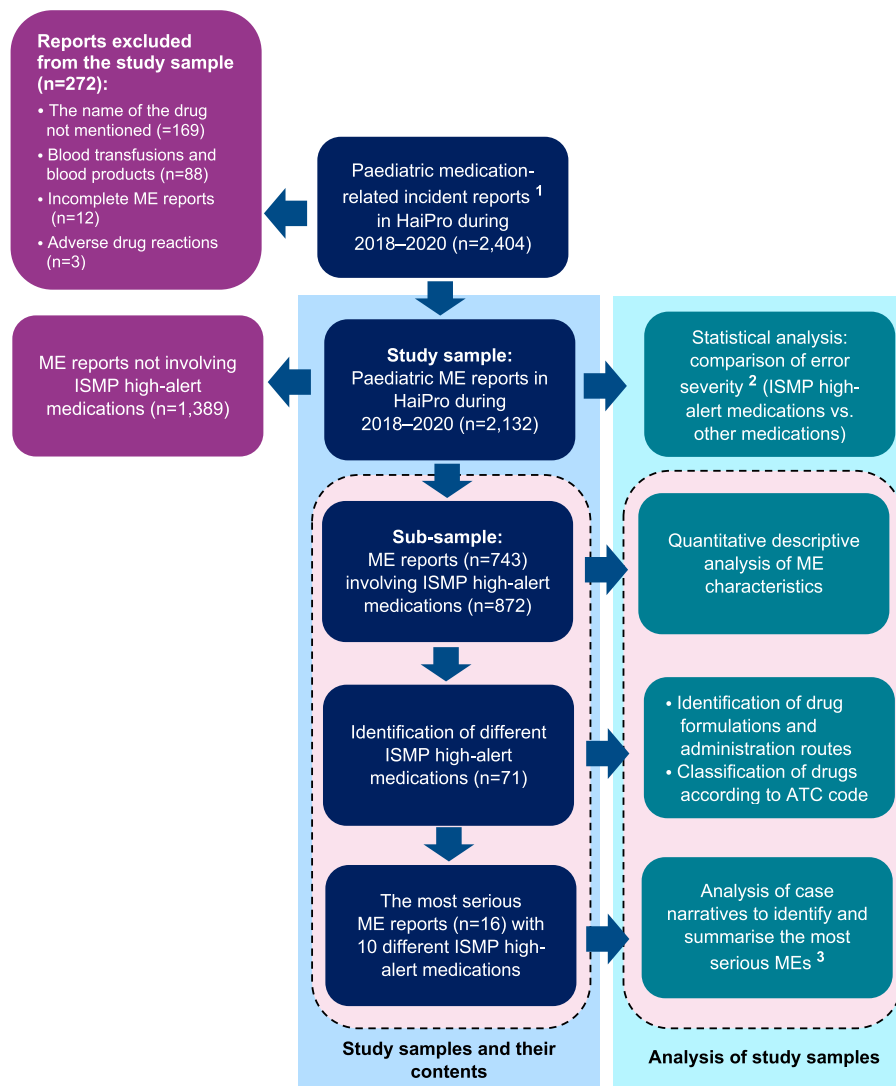 Reports excluded
from the study sample
(n=272):
• The name of the drug
not mentioned (=169)
• Blood transfusions and
blood products (n=88)
• Incomplete ME reports
(n=12)
• Adverse drug reactions
(n=3)
Paediatric medication-
related incident reports 1
in HaiPro during
2018–2020 (n=2,404)
ME reports not involving
ISMP high-alert
medications (n=1,389)
Study sample:
Paediatric ME reports in
HaiPro during
2018–2020 (n=2,132)
Statistical analysis:
comparison of error
severity 2 (ISMP high-
alert medications vs.
other medications)
Sub-sample:
ME reports (n=743)
involving ISMP high-alert
medications (n=872)
Quantitative descriptive
analysis of ME
characteristics
Identification of different
ISMP high-alert
medications (n=71)
• Identification of drug
formulations and
administration routes
• Classification of drugs
according to ATC code
The most serious
ME reports (n=16) with
10 different ISMP high-
alert medications
Analysis of case
narratives to identify and
summarise the most
serious MEs 3
Study samples and their
contents
Analysis of study samples